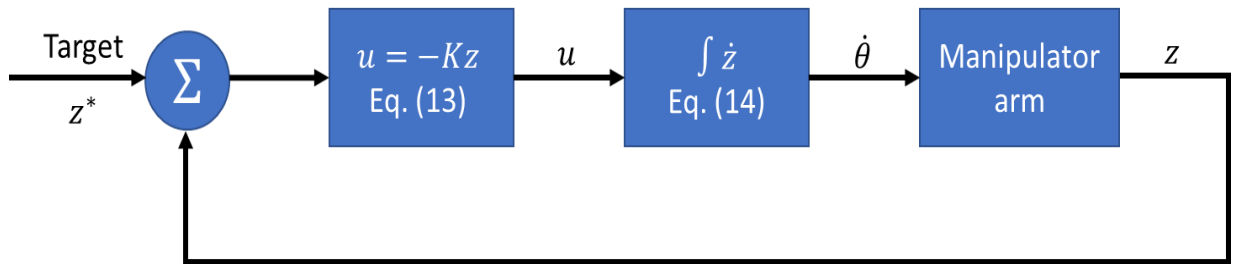 Target
z*
Σ
u = −Kz
Eq. (13)
u
∫ ż
Eq. (14)
θ̇
Manipulator
arm
z